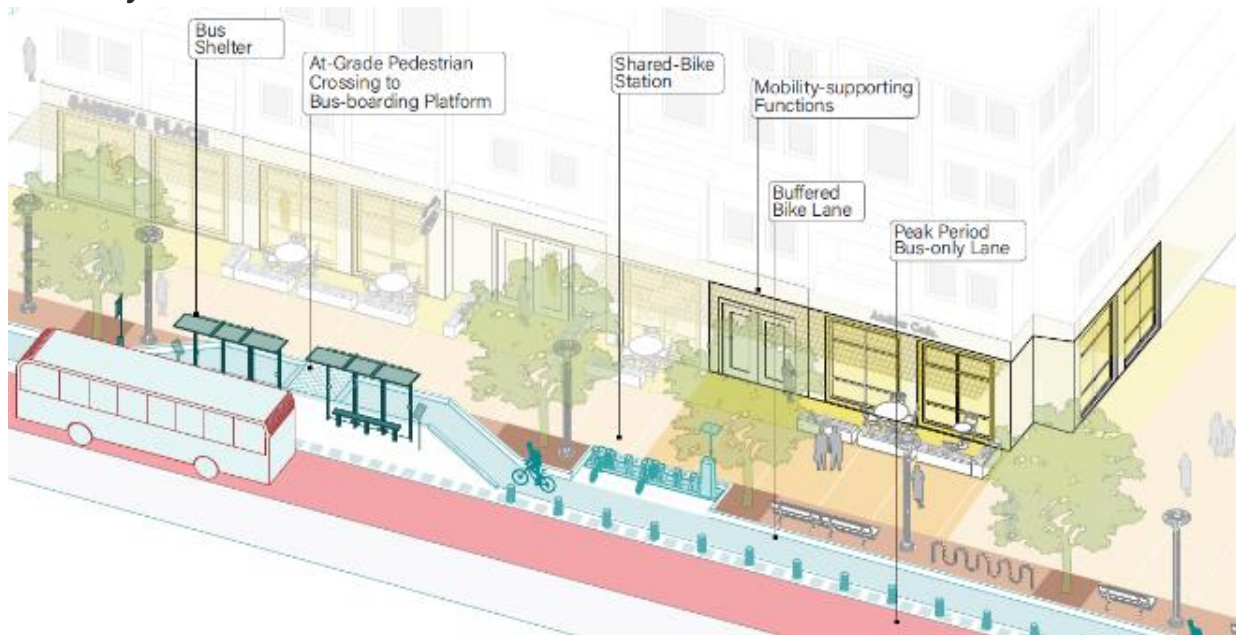 Bus
Shelter
At-Grade Pedestrian
Crossing to
Bus-boarding Platform
Shared-Bike
Station
Mobility-supporting
Functions
Buffered
Bike Lane
Peak Period
Bus-only Lane
PLACE